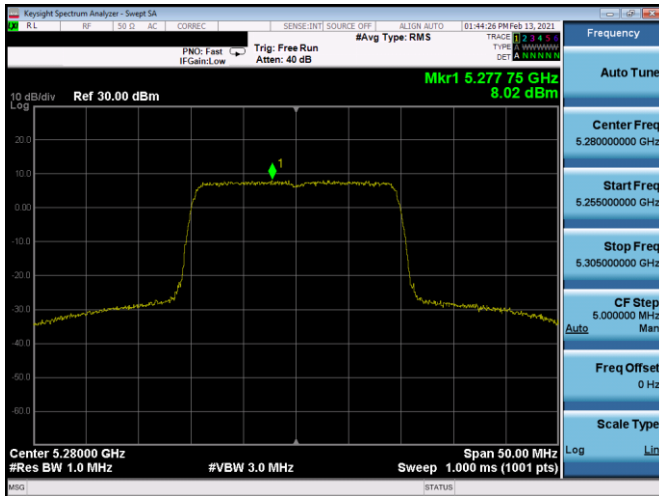 Keysight Spectrum Analyzer - Swept SA
RL RF 50 Ω AC CORREC SENSE:INT SOURCE OFF ALIGN AUTO 01:44:26 PM Feb 13, 2021
#Avg Type: RMS
TRACE 1 2 3 4 5 6
TYPE A WWWWW
DET A N N N N N
PNO: Fast
IFGain:Low
Trig: Free Run
Atten: 40 dB
Mkr1 5.277 75 GHz
8.02 dBm
10 dB/div
Log
Ref 30.00 dBm
20.0
10.0
0.00
-10.0
-20.0
-30.0
-40.0
-50.0
-60.0
1
Center 5.28000 GHz
Span 50.00 MHz
#Res BW 1.0 MHz
#VBW 3.0 MHz
Sweep 1.000 ms (1001 pts)
MSG
STATUS
Frequency
Auto Tune
Center Freq
5.280000000 GHz
Start Freq
5.255000000 GHz
Stop Freq
5.305000000 GHz
CF Step
5.000000 MHz
Auto Man
Freq Offset
0 Hz
Scale Type
Log Lin